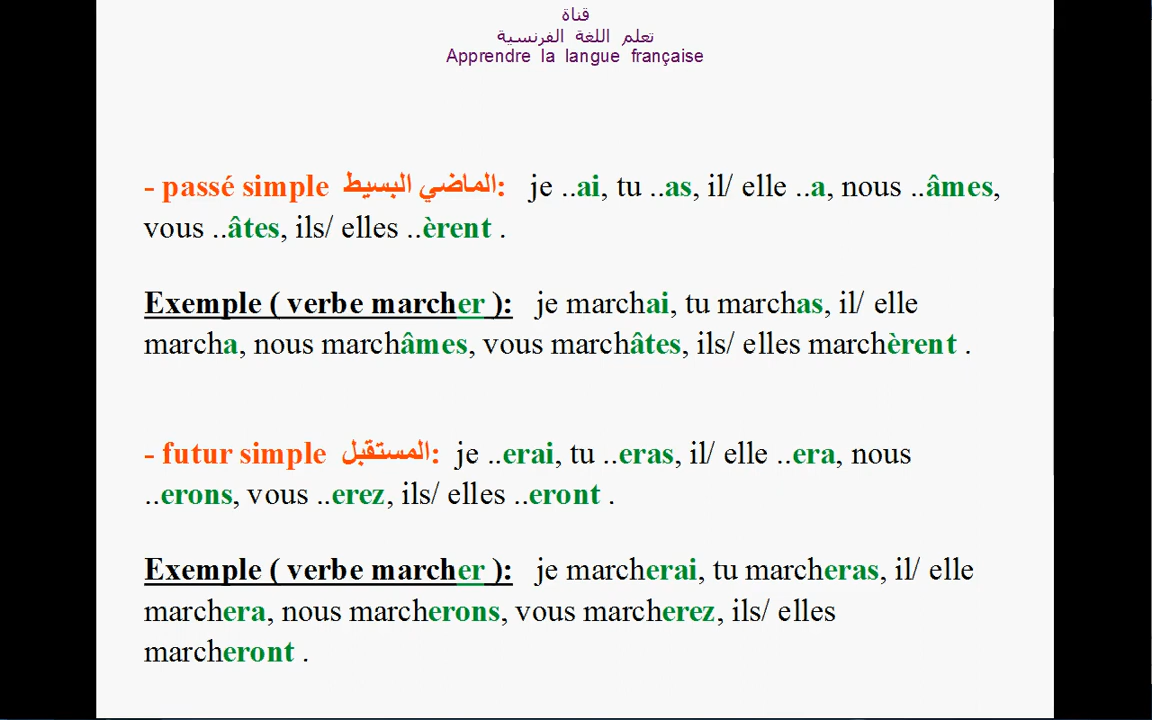 قناة
تعلم اللغة الفرنسية
Apprendre la langue française
- passé simple الماضي البسيط: je ..ai, tu ..as, il/ elle ..a, nous ..âmes,
vous ..âtes, ils/ elles ..èrent .
Exemple ( verbe marcher ): je marchai, tu marchas, il/ elle
marcha, nous marchâmes, vous marchâtes, ils/ elles marchèrent .
- futur simple المستقبل: je ..erai, tu ..eras, il/ elle ..era, nous
..erons, vous ..erez, ils/ elles ..eront .
Exemple ( verbe marcher ): je marcherai, tu marcheras, il/ elle
marchera, nous marcherons, vous marcherez, ils/ elles
marcheront .